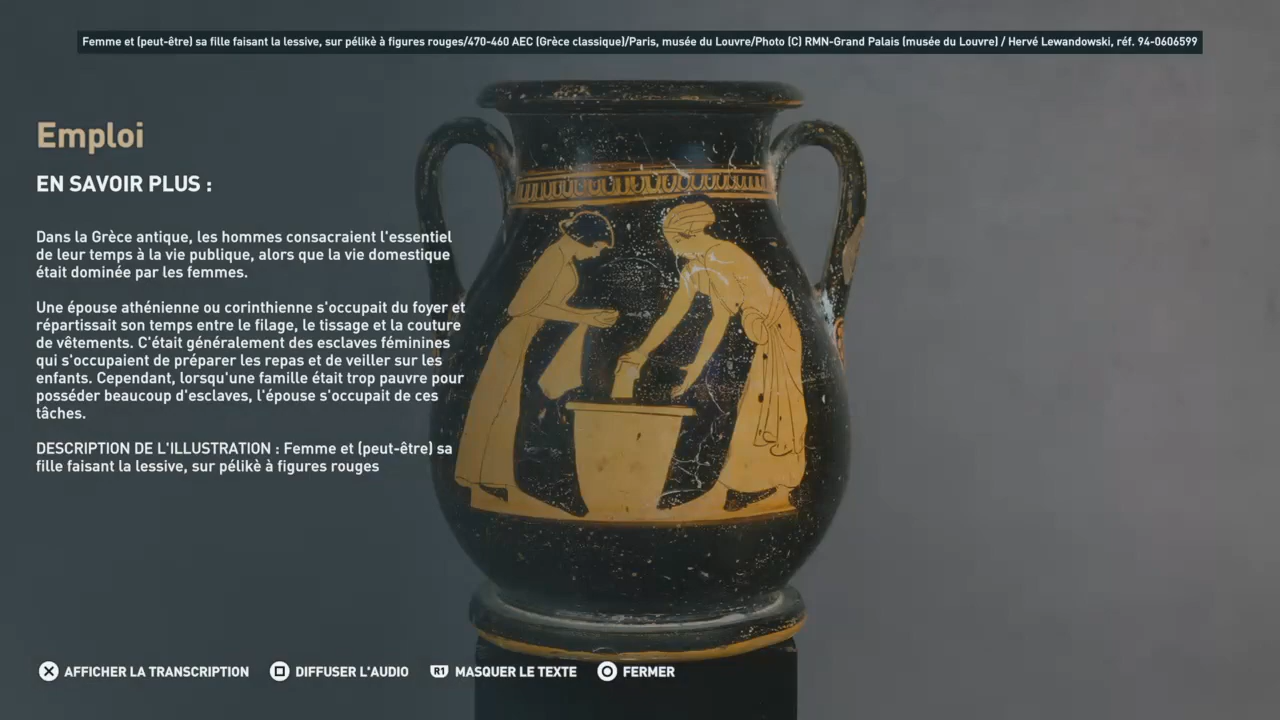 Femme et (peut-être) sa fille faisant la lessive, sur pélikè à figures rouges/470-460 AEC (Grèce classique)/Paris, musée du Louvre/Photo (C) RMN-Grand Palais (musée du Louvre) / Hervé Lewandowski, réf. 94-0606599
Emploi
EN SAVOIR PLUS :
Dans la Grèce antique, les hommes consacraient l'essentiel
de leur temps à la vie publique, alors que la vie domestique
était dominée par les femmes.
Une épouse athénienne ou corinthienne s'occupait du foyer et
répartissait son temps entre le filage, le tissage et la couture
de vêtements. C'était généralement des esclaves féminines
qui s'occupaient de préparer les repas et de veiller sur les
enfants. Cependant, lorsqu'une famille était trop pauvre pour
posséder beaucoup d'esclaves, l'épouse s'occupait de ces
tâches.
DESCRIPTION DE L'ILLUSTRATION : Femme et (peut-être) sa
fille faisant la lessive, sur pélikè à figures rouges
AFFICHER LA TRANSCRIPTION DIFFUSER L'AUDIO R1 MASQUER LE TEXTE FERMER